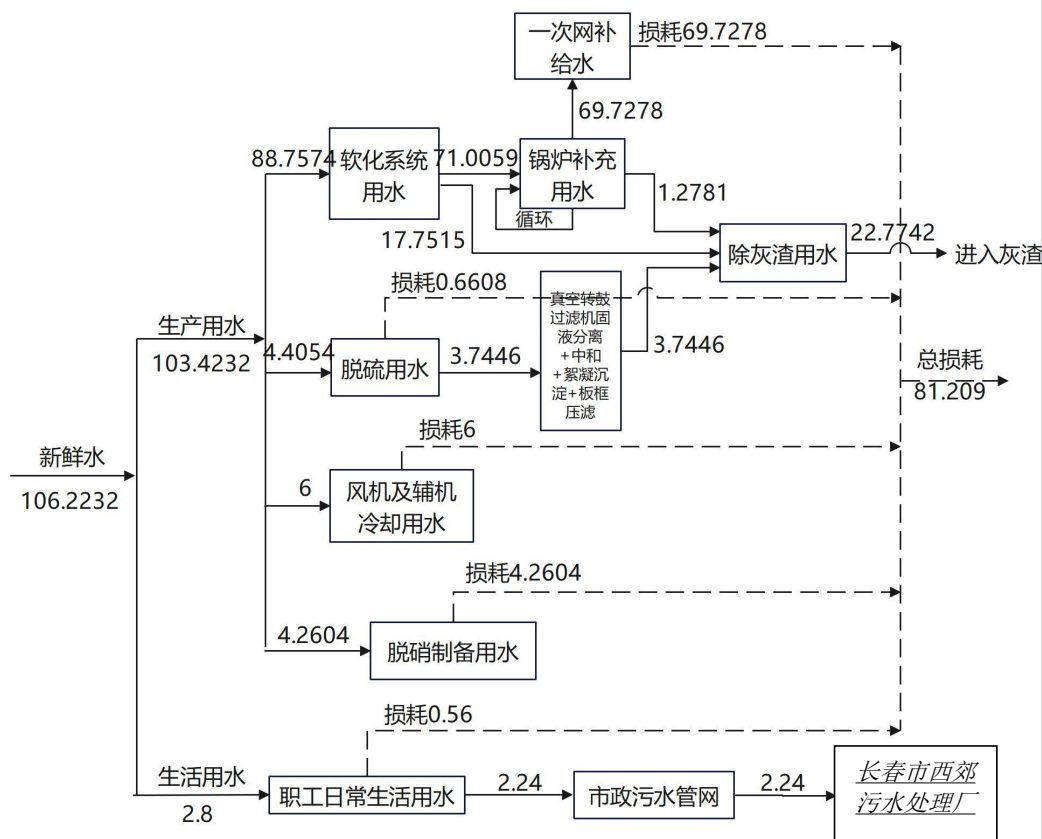 一次网补
给水
损耗69.7278
69.7278
88.7574
软化系统
用水
71.0059
锅炉补充
用水
循环
1.2781
17.7515
除灰渣用水
22.7742
进入灰渣
损耗0.6608
生产用水
103.4232
4.4054
脱硫用水
3.7446
真空转鼓
过滤机固
液分离
+中和
+絮凝沉
淀+板框
压滤
3.7446
总损耗
81.209
损耗6
新鲜水
106.2232
6
风机及辅机
冷却用水
损耗4.2604
4.2604
脱硝制备用水
损耗0.56
生活用水
2.8
职工日常生活用水
2.24
市政污水管网
2.24
长春市西郊
污水处理厂